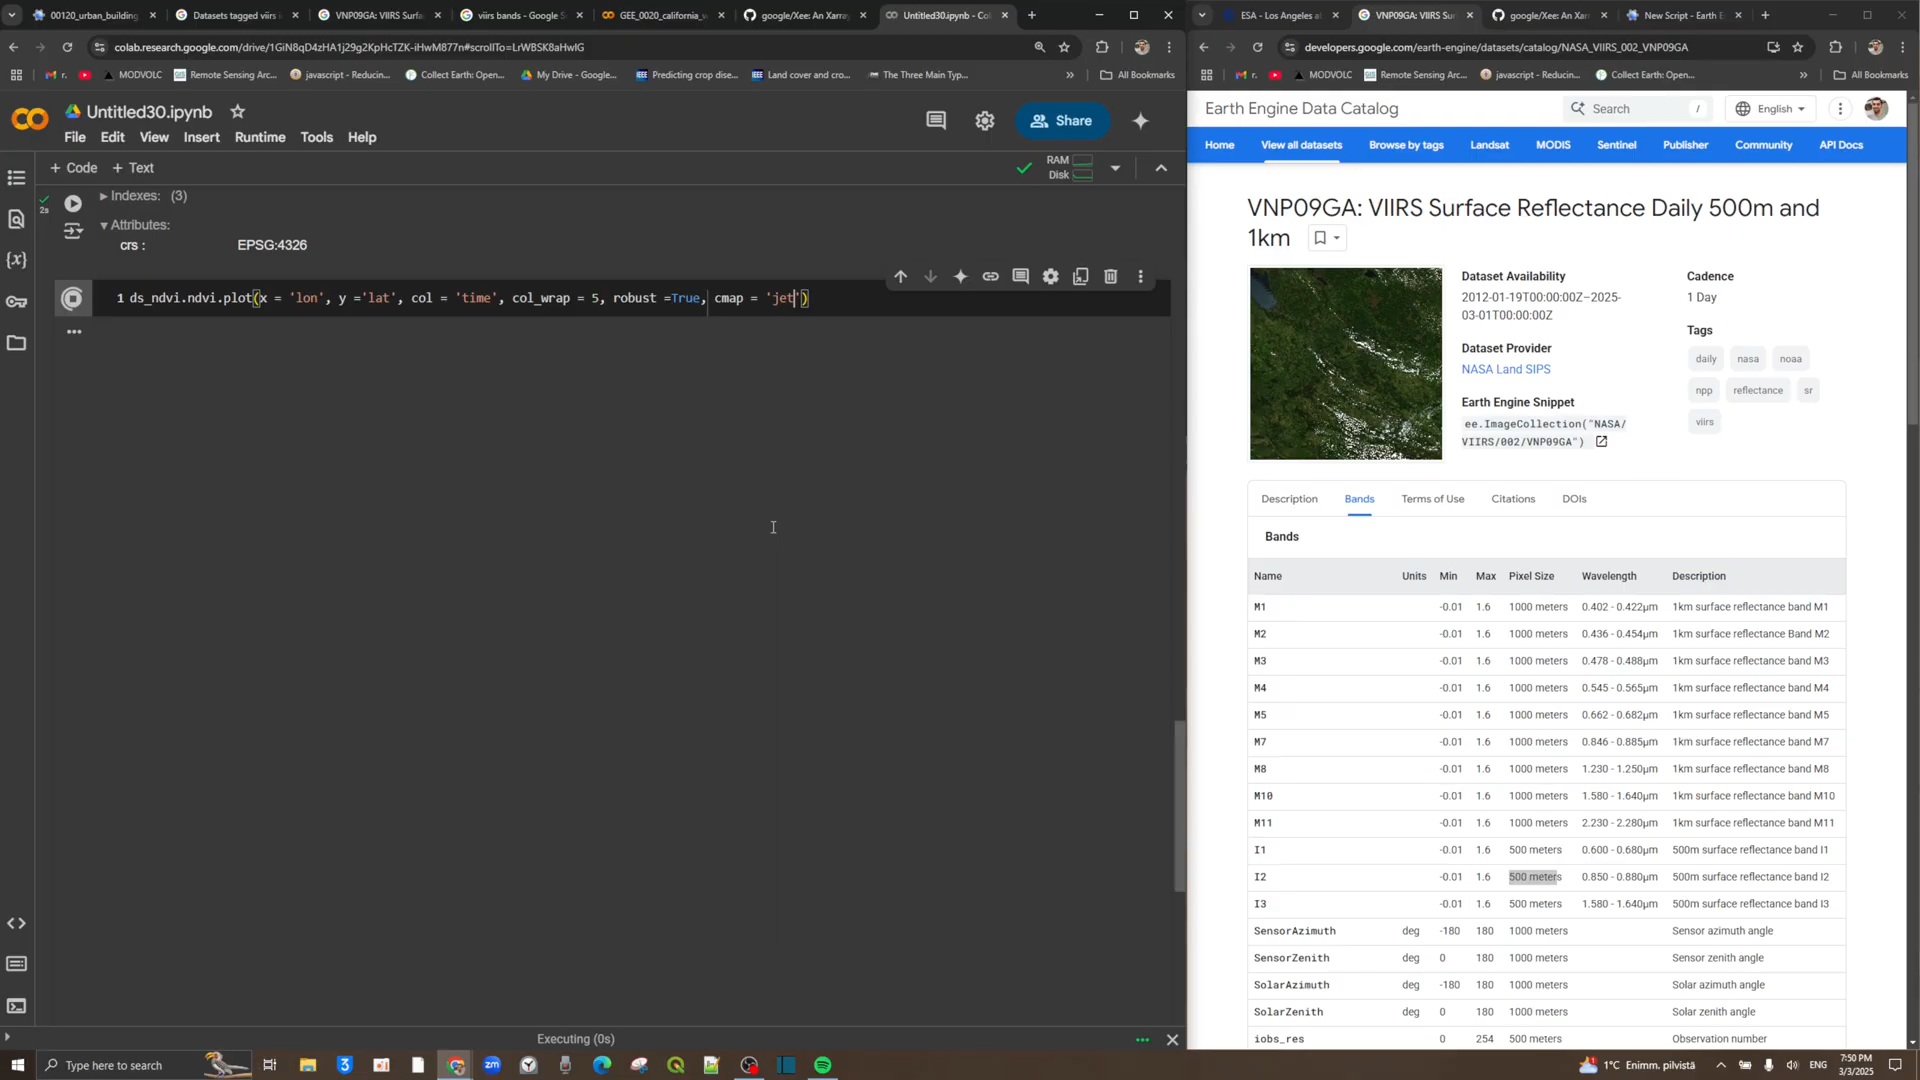 00120_urban_building.
Datasets tagged viirs i
VNP09GA: VIIRS Surfa
viirs bands - Google S
GEE_0020_california_v
google/Xee: An Xarray
Untitled30.ipynb - Co
colab.research.google.com/drive/1GiN8qD4zHA1j29g2KpHcTZK-iHwM877n#scrollTo=LrWBSK8aHwIG
r.
MODVOLC
Remote Sensing Arc...
javascript - Reducin...
Collect Earth: Open...
My Drive - Google...
Predicting crop dise...
Land cover and cro...
The Three Main Typ...
»
All Bookmarks
Untitled30.ipynb
File Edit View Insert Runtime Tools Help
Share
+ Code + Text
RAM
Disk
2s
Indexes: (3)
Attributes:
crs : EPSG:4326
1 ds_ndvi.ndvi.plot(x = 'lon', y ='lat', col = 'time', col_wrap = 5, robust =True, cmap = 'jet')
Executing (0s)
ESA - Los Angeles at
VNP09GA: VIIRS Sur
google/Xee: An Xarr
New Script - Earth E
developers.google.com/earth-engine/datasets/catalog/NASA_VIIRS_002_VNP09GA
r.
MODVOLC
Remote Sensing Arc...
javascript - Reducin...
Collect Earth: Open...
»
All Bookmarks
Earth Engine Data Catalog
Search /
English
Home View all datasets Browse by tags Landsat MODIS Sentinel Publisher Community API Docs
VNP09GA: VIIRS Surface Reflectance Daily 500m and
1km
Dataset Availability
2012-01-19T00:00:00Z–2025-
03-01T00:00:00Z
Dataset Provider
NASA Land SIPS
Earth Engine Snippet
ee.ImageCollection("NASA/
VIIRS/002/VNP09GA")
Cadence
1 Day
Tags
daily nasa noaa
npp reflectance sr
viirs
Description Bands Terms of Use Citations DOIs
Bands
Name Units Min Max Pixel Size Wavelength Description
M1 -0.01 1.6 1000 meters 0.402 - 0.422μm 1km surface reflectance band M1
M2 -0.01 1.6 1000 meters 0.436 - 0.454μm 1km surface reflectance Band M2
M3 -0.01 1.6 1000 meters 0.478 - 0.488μm 1km surface reflectance band M3
M4 -0.01 1.6 1000 meters 0.545 - 0.565μm 1km surface reflectance band M4
M5 -0.01 1.6 1000 meters 0.662 - 0.682μm 1km surface reflectance band M5
M7 -0.01 1.6 1000 meters 0.846 - 0.885μm 1km surface reflectance band M7
M8 -0.01 1.6 1000 meters 1.230 - 1.250μm 1km surface reflectance band M8
M10 -0.01 1.6 1000 meters 1.580 - 1.640μm 1km surface reflectance band M10
M11 -0.01 1.6 1000 meters 2.230 - 2.280μm 1km surface reflectance band M11
I1 -0.01 1.6 500 meters 0.600 - 0.680μm 500m surface reflectance band I1
I2 -0.01 1.6 500 meters 0.850 - 0.880μm 500m surface reflectance band I2
I3 -0.01 1.6 500 meters 1.580 - 1.640μm 500m surface reflectance band I3
SensorAzimuth deg -180 180 1000 meters Sensor azimuth angle
SensorZenith deg 0 180 1000 meters Sensor zenith angle
SolarAzimuth deg -180 180 1000 meters Solar azimuth angle
SolarZenith deg 0 180 1000 meters Solar zenith angle
iobs_res 0 254 500 meters Observation number
Type here to search
1°C Enimm. pilvistä
ENG
7:50 PM
3/3/2025